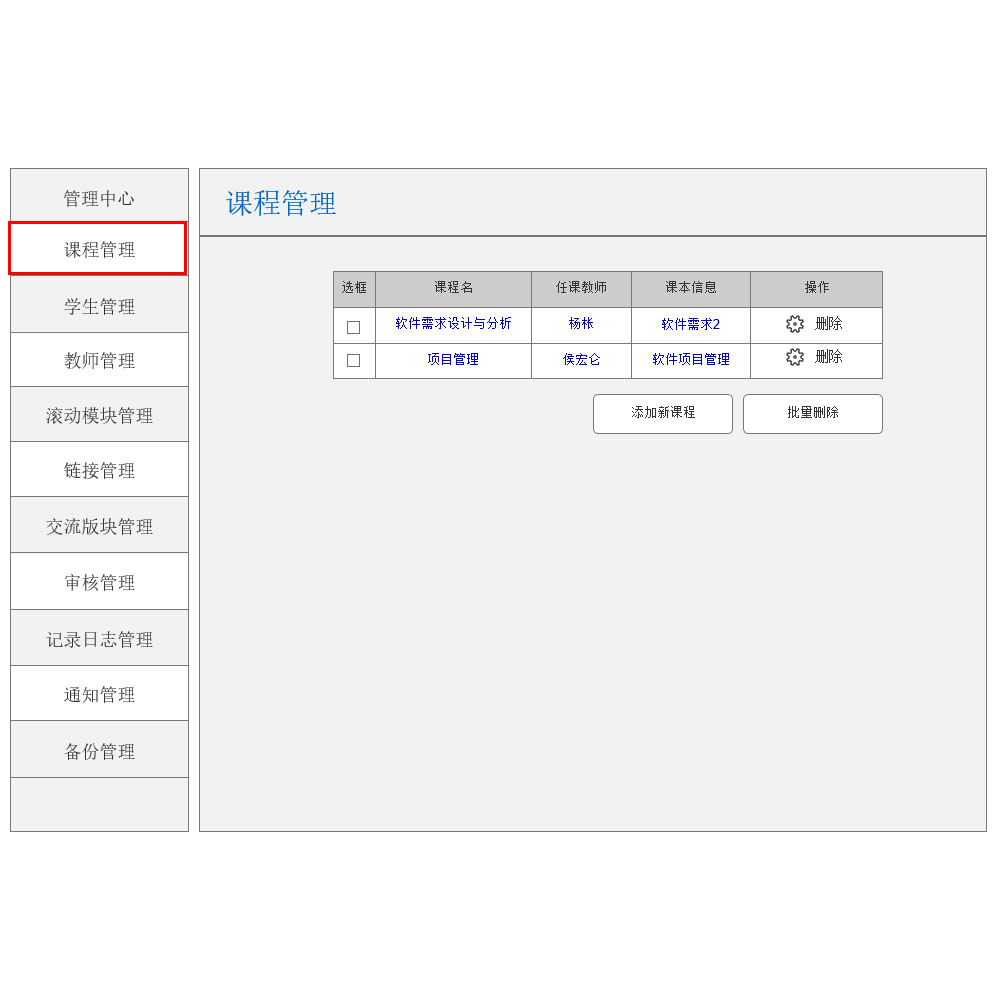 管理中心
课程管理
学生管理
教师管理
滚动模块管理
链接管理
交流版块管理
审核管理
记录日志管理
通知管理
备份管理
课程管理
选框 课程名 任课教师 课本信息 操作
软件需求设计与分析 杨枨 软件需求2 删除
项目管理 侯宏仑 软件项目管理 删除
添加新课程 批量删除